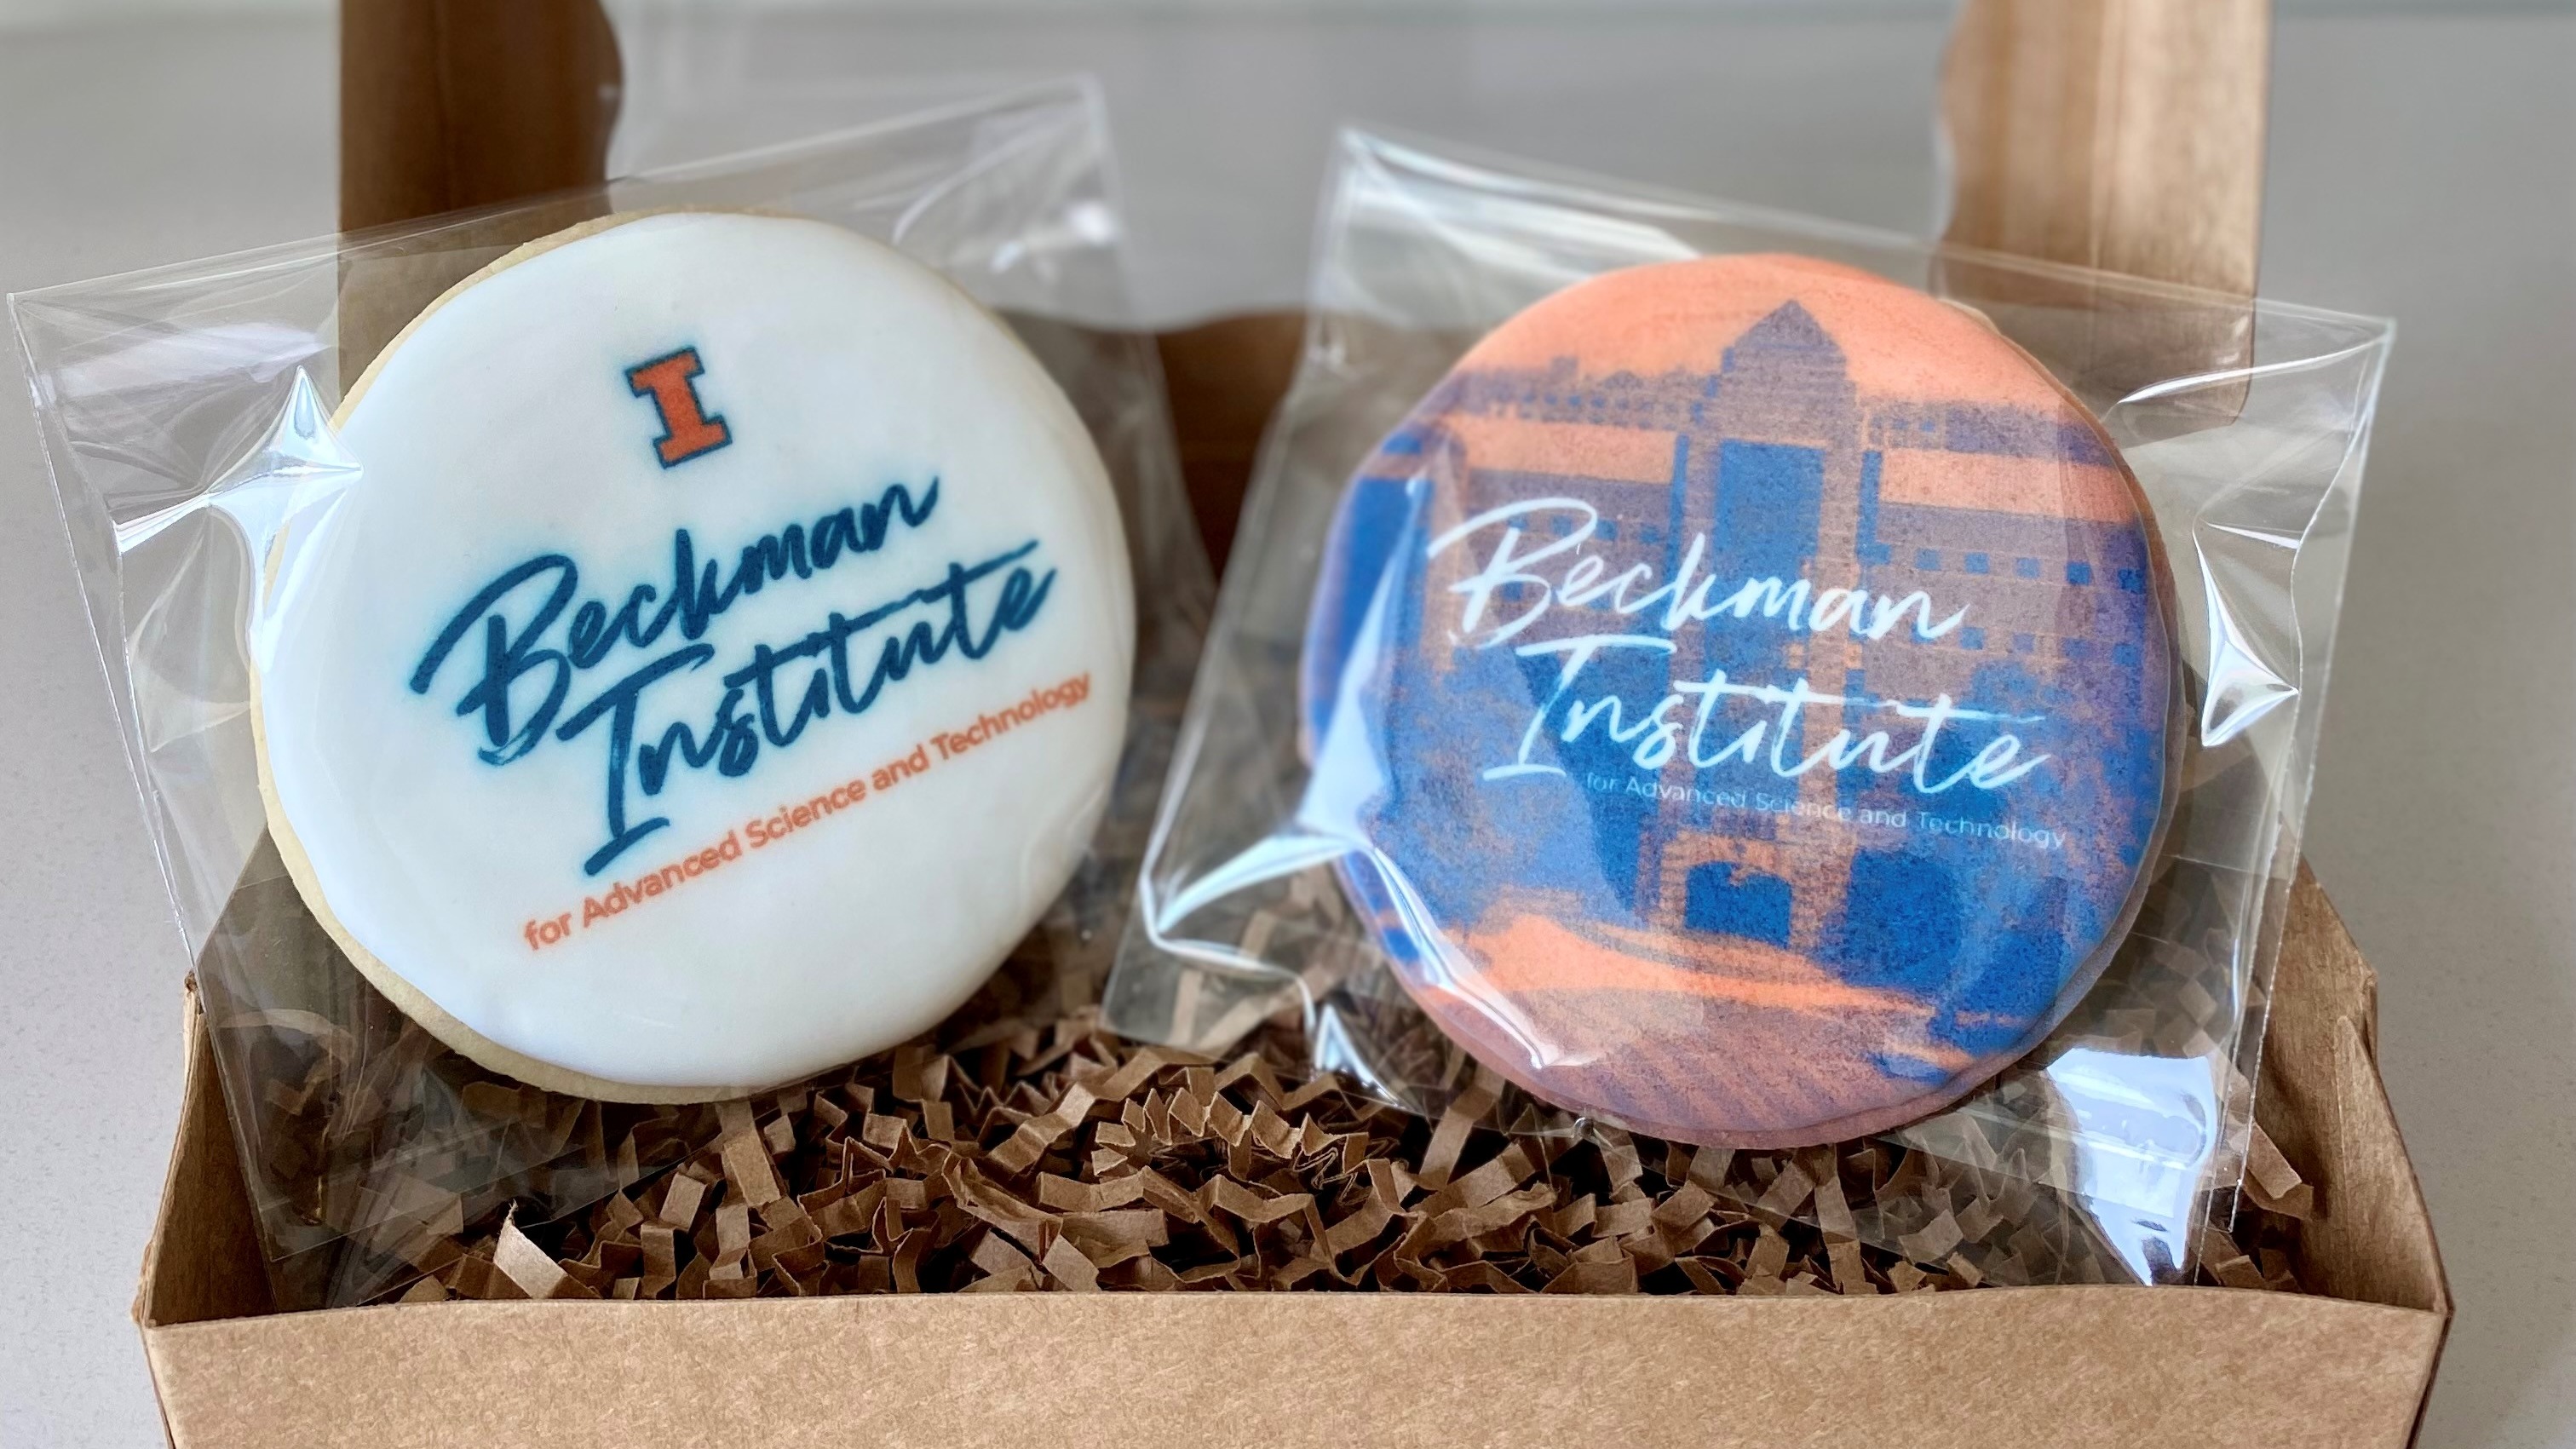 I
Beckman
Institute
for Advanced Science and Technology
Beckman
Institute
for Advanced Science and Technology